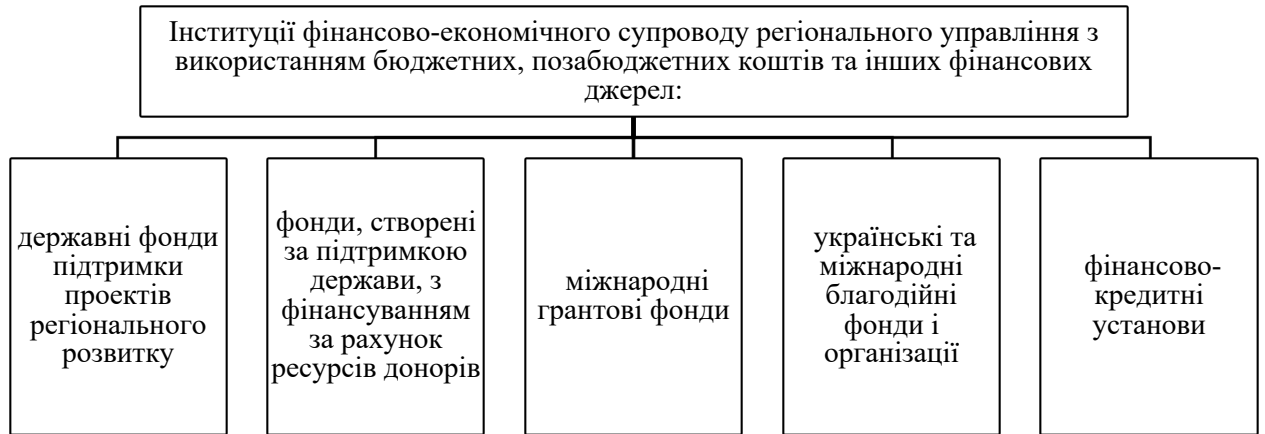 Інституції фінансово-економічного супроводу регіонального управління з
використанням бюджетних, позабюджетних коштів та інших фінансових
джерел:
державні фонди
підтримки
проектів
регіонального
розвитку
фонди, створені
за підтримкою
держави, з
фінансуванням
за рахунок
ресурсів донорів
міжнародні
грантові фонди
українські та
міжнародні
благодійні
фонди і
організації
фінансово-
кредитні
установи